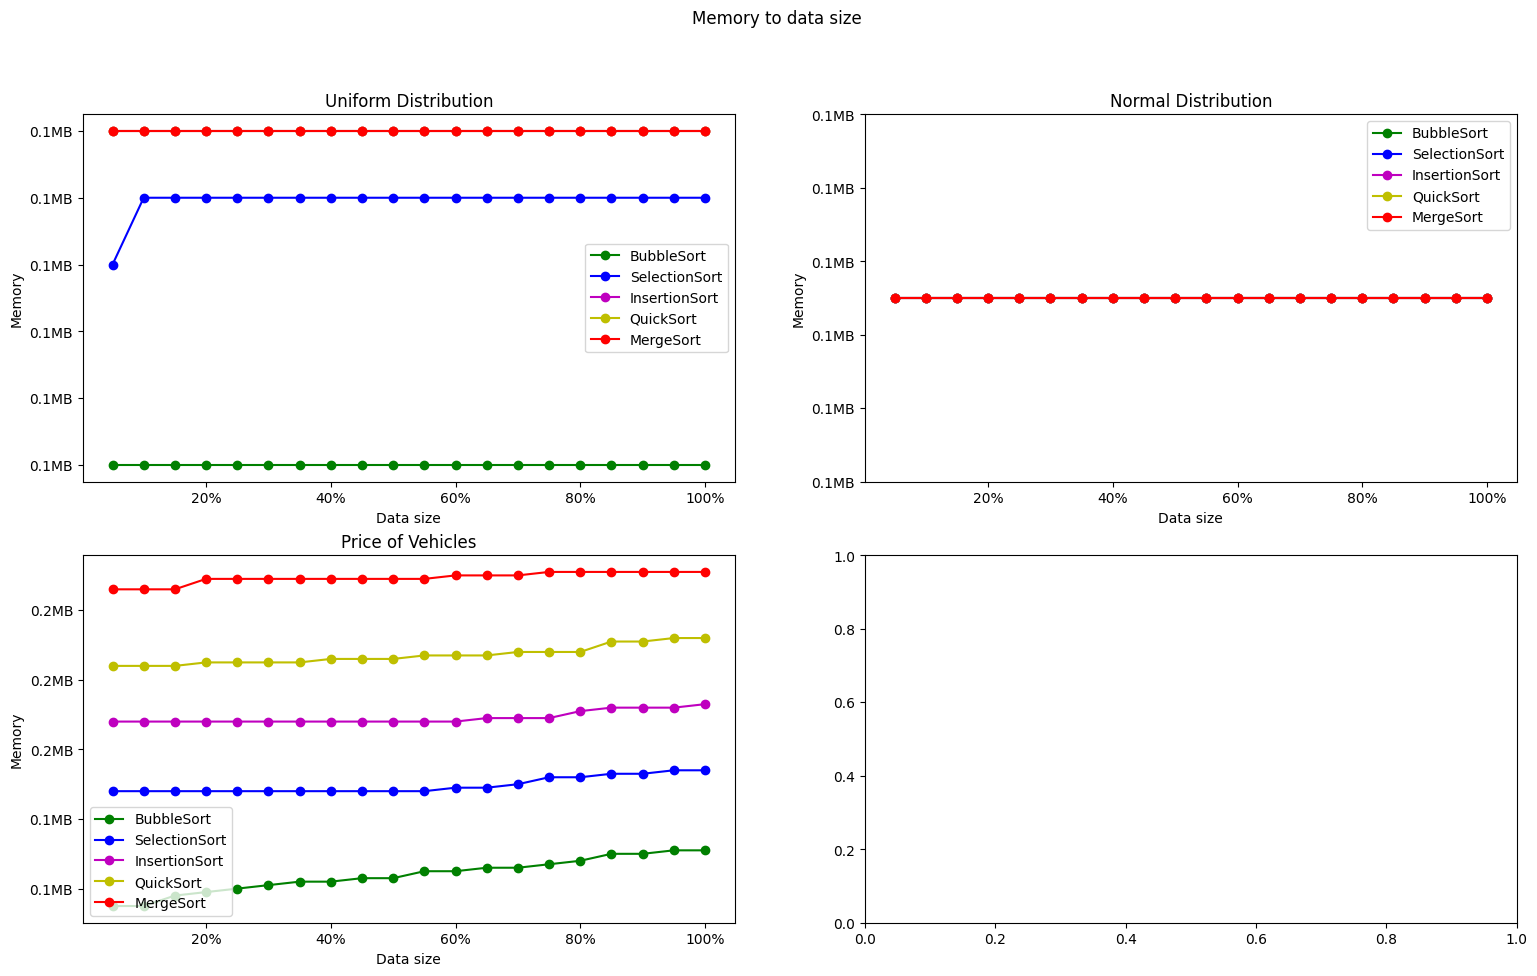 Memory to data size
Uniform Distribution
0.1MB
0.1MB
0.1MB
0.1MB
0.1MB
0.1MB
Memory
BubbleSort
SelectionSort
InsertionSort
QuickSort
MergeSort
20% 40% 60% 80% 100%
Data size
Normal Distribution
0.1MB
0.1MB
0.1MB
0.1MB
0.1MB
0.1MB
Memory
BubbleSort
SelectionSort
InsertionSort
QuickSort
MergeSort
20% 40% 60% 80% 100%
Data size
Price of Vehicles
0.2MB
0.2MB
0.2MB
0.1MB
0.1MB
Memory
BubbleSort
SelectionSort
InsertionSort
QuickSort
MergeSort
20% 40% 60% 80% 100%
Data size
1.0
0.8
0.6
0.4
0.2
0.0
0.0 0.2 0.4 0.6 0.8 1.0